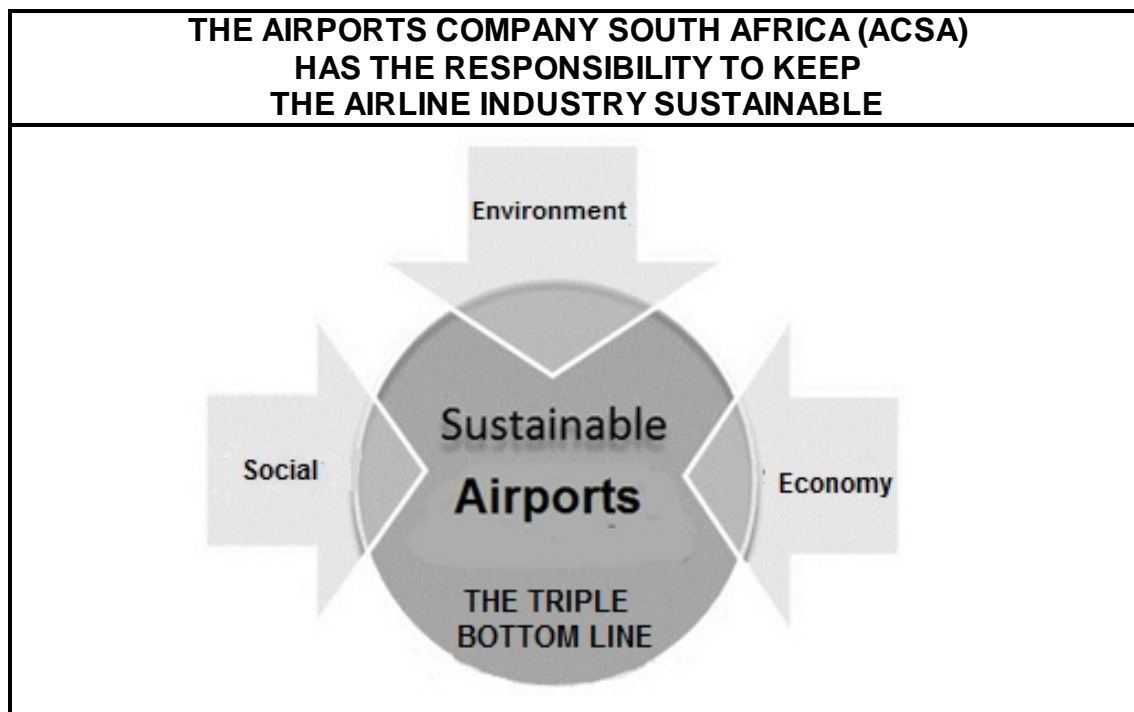 THE AIRPORTS COMPANY SOUTH AFRICA (ACSA)
HAS THE RESPONSIBILITY TO KEEP
THE AIRLINE INDUSTRY SUSTAINABLE
Environment
Social
Sustainable
Airports
Economy
THE TRIPLE
BOTTOM LINE